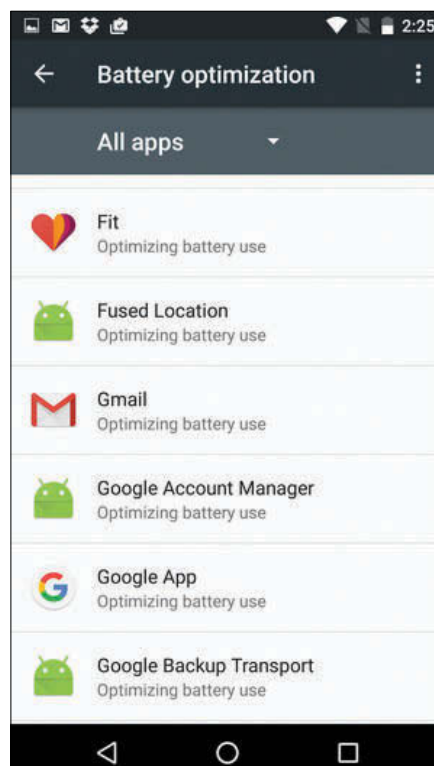 2:25
Battery optimization
All apps
Fit
Optimizing battery use
Fused Location
Optimizing battery use
Gmail
Optimizing battery use
Google Account Manager
Optimizing battery use
Google App
Optimizing battery use
Google Backup Transport
Optimizing battery use